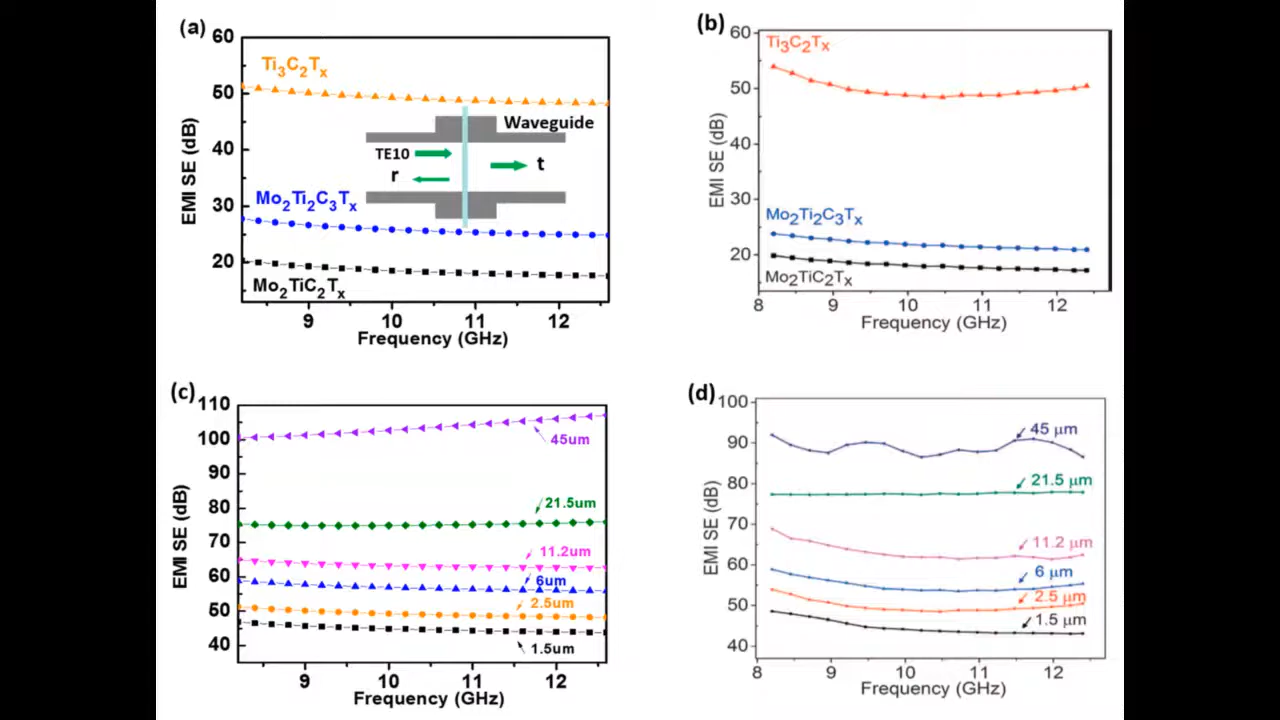 (a)
60
50
40
30
20
EMI SE (dB)
Ti3C2Tx
Waveguide
TE10
r
t
Mo2Ti2C3Tx
Mo2TiC2Tx
9 10 11 12
Frequency (GHz)
(b)
60
50
40
30
20
EMI SE (dB)
Ti3C2Tx
Mo2Ti2C3Tx
Mo2TiC2Tx
8 9 10 11 12
Frequency (GHz)
(c)
110
100
90
80
70
60
50
40
EMI SE (dB)
45um
21.5um
11.2um
6um
2.5um
1.5um
9 10 11 12
Frequency (GHz)
(d)
100
90
80
70
60
50
40
EMI SE (dB)
45 μm
21.5 μm
11.2 μm
6 μm
2.5 μm
1.5 μm
8 9 10 11 12
Frequency (GHz)